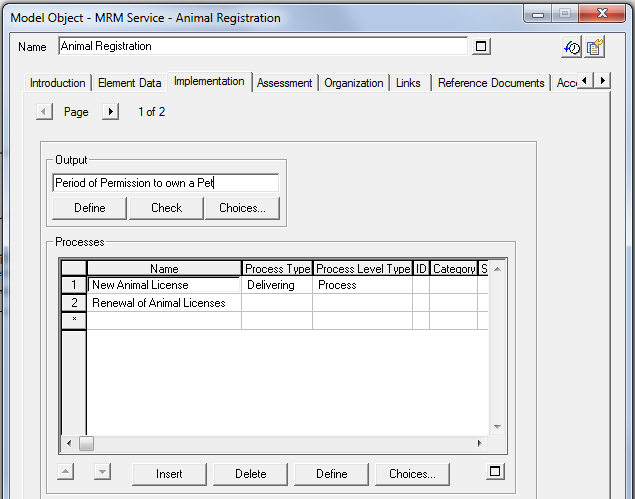 Model Object - MRM Service - Animal Registration
Name Animal Registration
Introduction Element Data Implementation Assessment Organization Links Reference Documents Acc
Page 1 of 2
Output
Period of Permission to own a Pet
Define Check Choices...
Processes
Name Process Type Process Level Type ID Category S
1 New Animal License Delivering Process
2 Renewal of Animal Licenses
*
Insert Delete Define Choices...